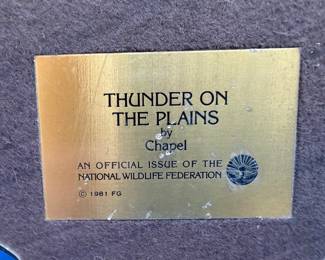 THUNDER ON
THE PLAINS
by
Chapel
AN OFFICIAL ISSUE OF THE
NATIONAL WILDLIFE FEDERATION
© 1981 FG